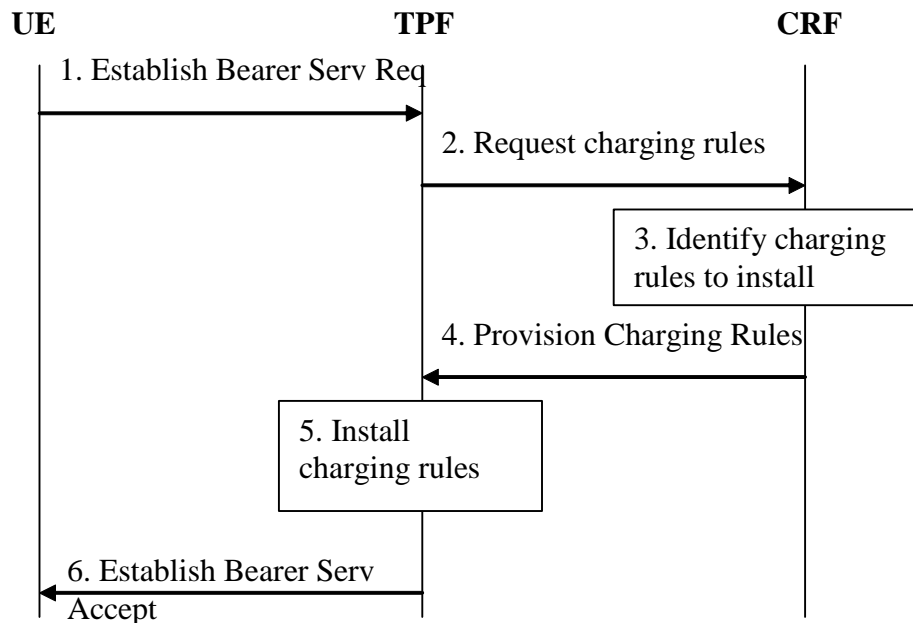 UE
TPF
CRF
1. Establish Bearer Serv Req
2. Request charging rules
3. Identify charging
rules to install
4. Provision Charging Rules
5. Install
charging rules
6. Establish Bearer Serv
Accept